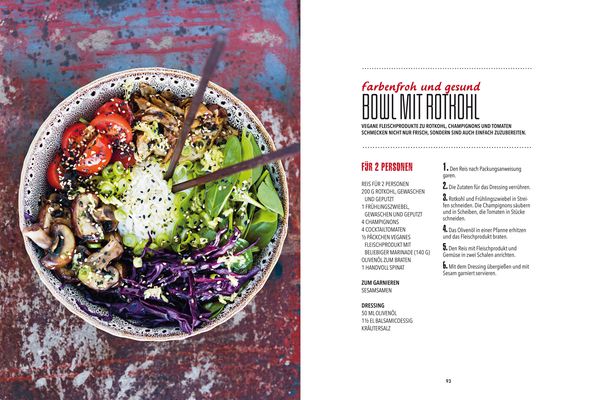 Farbenfroh und gesund
BOWL MIT ROTKOHL
VEGANE FLEISCHPRODUKTE ZU ROTKOHL, CHAMPIGNONS UND TOMATEN
SCHMECKEN NICHT NUR FRISCH, SONDERN SIND AUCH EINFACH ZUZUBEREITEN.
FÜR 2 PERSONEN
REIS FÜR 2 PERSONEN
200 G ROTKOHL, GEWASCHEN
UND GEPUTZT
1 FRÜHLINGSZWIEBEL,
GEWASCHEN UND GEPUTZT
4 CHAMPIGNONS
4 COCKTAILTOMATEN
½ PÄCKCHEN VEGANES
FLEISCHPRODUKT MIT
BELIEBIGER MARINADE (140 G)
OLIVENÖL ZUM BRATEN
1 HANDVOLL SPINAT
ZUM GARNIEREN
SESAMSAMEN
DRESSING
50 ML OLIVENÖL
1½ EL BALSAMICOESSIG
KRÄUTERSALZ
1. Den Reis nach Packungsanweisung
garen.
2. Die Zutaten für das Dressing verrühren.
3. Rotkohl und Frühlingszwiebel in Strei-
fen schneiden. Die Champignons säubern
und in Scheiben, die Tomaten in Stücke
schneiden.
4. Das Olivenöl in einer Pfanne erhitzen
und das Fleischprodukt braten.
5. Den Reis mit Fleischprodukt und
Gemüse in zwei Schalen anrichten.
6. Mit dem Dressing übergießen und mit
Sesam garniert servieren.
93